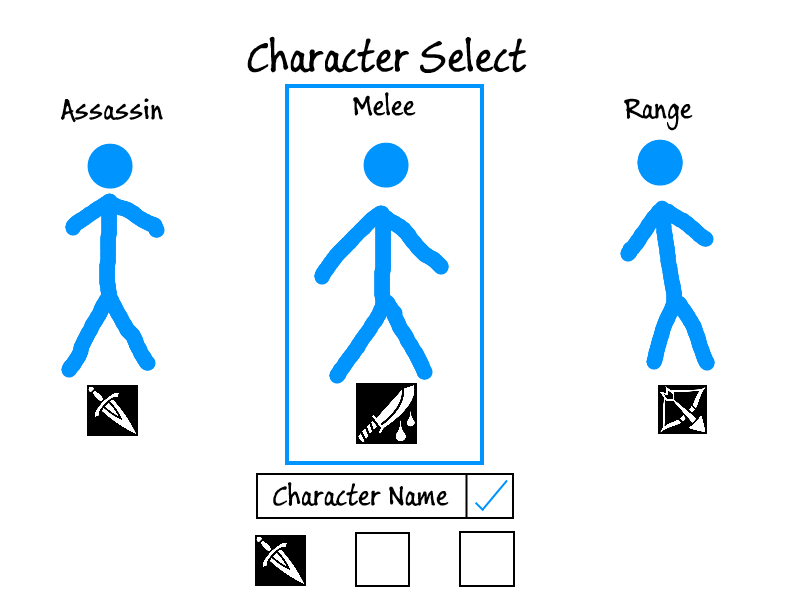 Character Select
Assassin
Melee
Range
Character Name